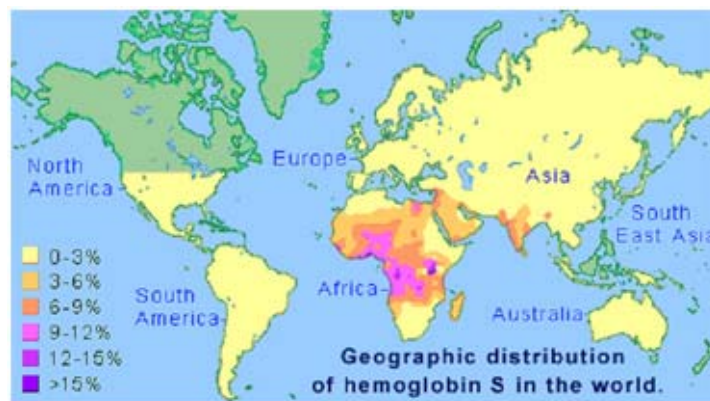 North
America
Europe
Asia
South
East Asia
0-3%
3-6%
6-9%
9-12%
12-15%
>15%
South
America
Africa
Australia
Geographic distribution
of hemoglobin S in the world.